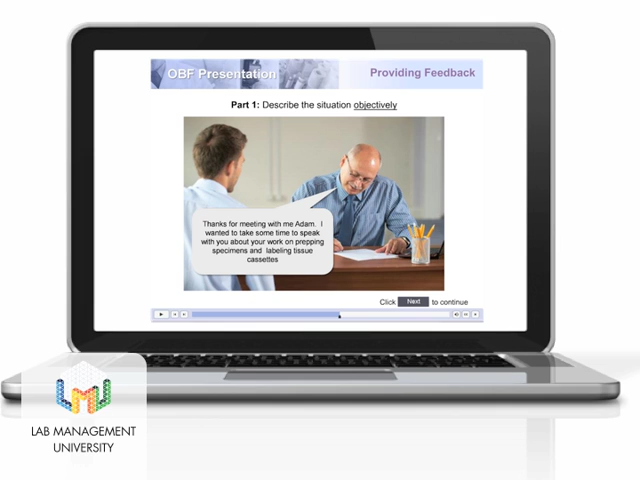 OBF Presentation
Providing Feedback
Part 1: Describe the situation objectively
Thanks for meeting with me Adam. I
wanted to take some time to speak
with you about your work on prepping
specimens and labeling tissue
cassettes
Click Next to continue
LMU
LAB MANAGEMENT
UNIVERSITY